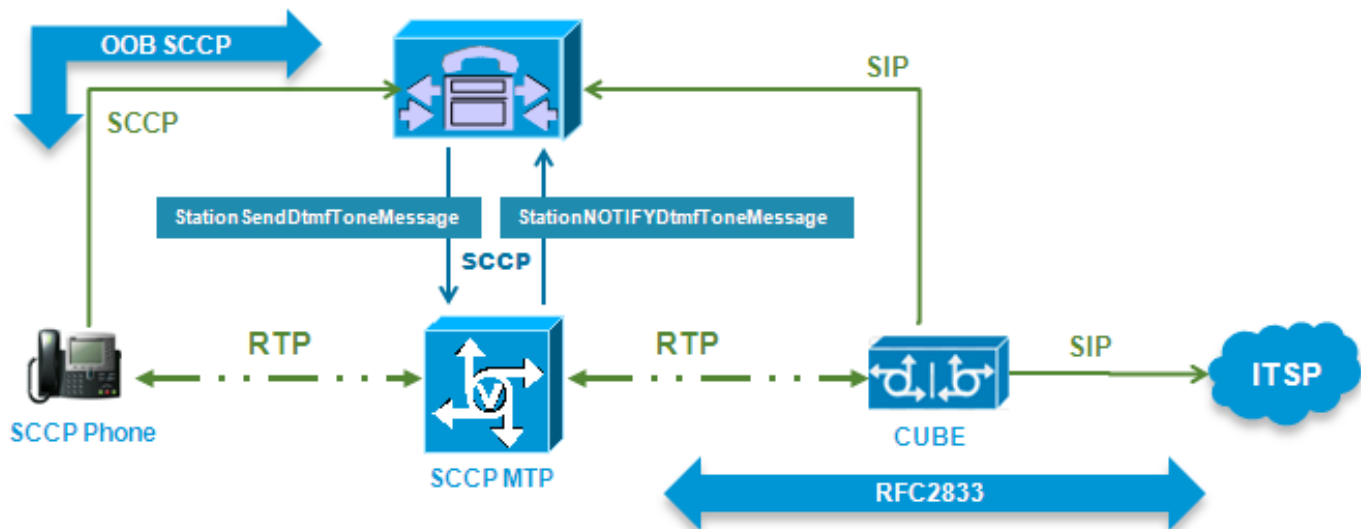 OOB SCCP
SIP
SCCP
StationSendDtmfToneMessage
StationNOTIFYDtmfToneMessage
SCCP
RTP
RTP
SIP
ITSP
SCCP Phone
CUBE
SCCP MTP
RFC2833